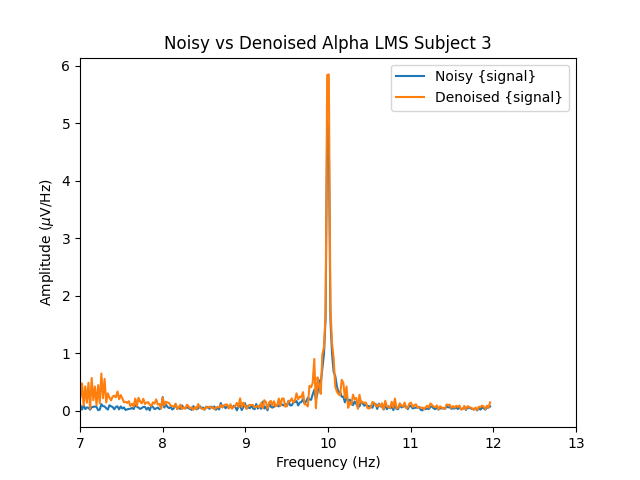 Noisy vs Denoised Alpha LMS Subject 3
Noisy {signal}
Denoised {signal}
Amplitude (μV/Hz)
6
5
4
3
2
1
0
7 8 9 10 11 12 13
Frequency (Hz)